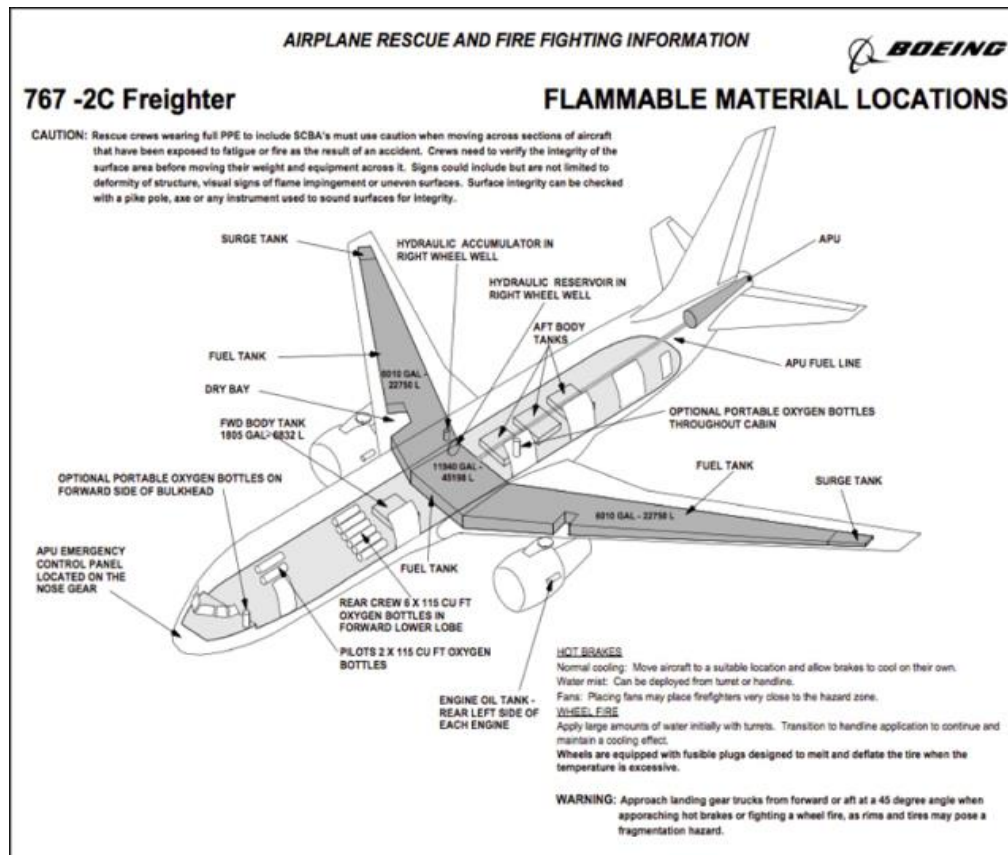 AIRPLANE RESCUE AND FIRE FIGHTING INFORMATION
BOEING
767 -2C Freighter
FLAMMABLE MATERIAL LOCATIONS
CAUTION: Rescue crews wearing full PPE to include SCBA's must use caution when moving across sections of aircraft
that have been exposed to fatigue or fire as the result of an accident. Crews need to verify the integrity of the
surface area before moving their weight and equipment across it. Signs could include but are not limited to
deformity of structure, visual signs of flame impingement or uneven surfaces. Surface integrity can be checked
with a pike pole, axe or any instrument used to sound surfaces for integrity.
SURGE TANK
HYDRAULIC ACCUMULATOR IN
RIGHT WHEEL WELL
APU
HYDRAULIC RESERVOIR IN
RIGHT WHEEL WELL
AFT BODY
TANKS
FUEL TANK
APU FUEL LINE
6010 GAL -
22750 L
DRY BAY
FWD BODY TANK
1805 GAL- 6832 L
OPTIONAL PORTABLE OXYGEN BOTTLES
THROUGHOUT CABIN
11940 GAL -
45198 L
FUEL TANK
SURGE TANK
OPTIONAL PORTABLE OXYGEN BOTTLES ON
FORWARD SIDE OF BULKHEAD
6010 GAL - 22750 L
APU EMERGENCY
CONTROL PANEL
LOCATED ON THE
NOSE GEAR
FUEL TANK
REAR CREW 6 X 115 CU FT
OXYGEN BOTTLES IN
FORWARD LOWER LOBE
PILOTS 2 X 115 CU FT OXYGEN
BOTTLES
ENGINE OIL TANK -
REAR LEFT SIDE OF
EACH ENGINE
HOT BRAKES
Normal cooling: Move aircraft to a suitable location and allow brakes to cool on their own.
Water mist: Can be deployed from turret or handline.
Fans: Placing fans may place firefighters very close to the hazard zone.
WHEEL FIRE
Apply large amounts of water initially with turrets. Transition to handline application to continue and
maintain a cooling effect.
Wheels are equipped with fusible plugs designed to melt and deflate the tire when the
temperature is excessive.
WARNING: Approach landing gear trucks from forward or aft at a 45 degree angle when
apporaching hot brakes or fighting a wheel fire, as rims and tires may pose a
fragmentation hazard.